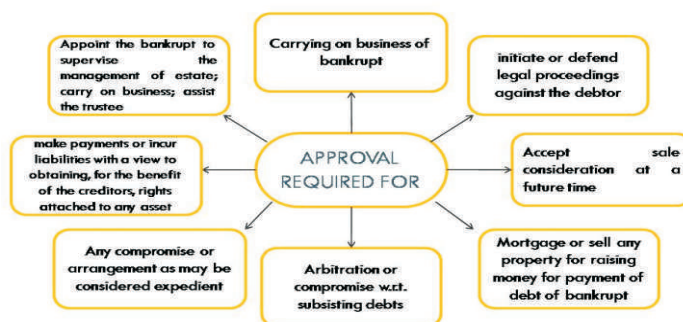 Appoint the bankrupt to
supervise the
management of estate;
carry on business; assist
the trustee
Carrying on business of
bankrupt
initiate or defend
legal proceedings
against the debtor
make payments or incur
liabilities with a view to
obtaining, for the benefit
of the creditors, rights
attached to any asset
APPROVAL
REQUIRED FOR
Accept sale
consideration at a
future time
Any compromise or
arrangement as may be
considered expedient
Arbitration or
compromise w.r.t.
subsisting debts
Mortgage or sell any
property for raising
money for payment of
debt of bankrupt